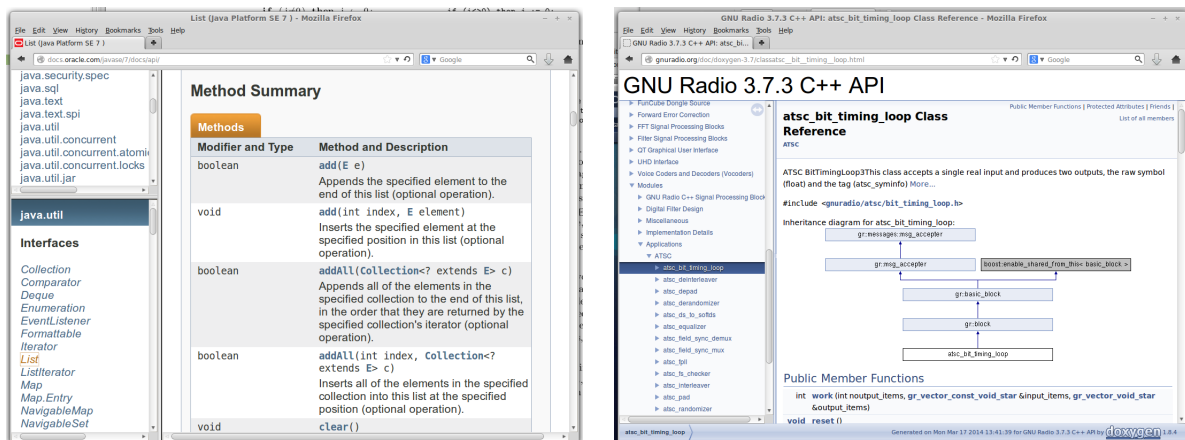 List (Java Platform SE 7 ) - Mozilla Firefox
File Edit View History Bookmarks Tools Help
List (Java Platform SE 7 )
docs.oracle.com/javase/7/docs/api/
Google
java.security.spec
java.sql
java.text
java.text.spi
java.util
java.util.concurrent
java.util.concurrent.atomic
java.util.concurrent.locks
java.util.jar
java.util
Interfaces
Collection
Comparator
Deque
Enumeration
EventListener
Formattable
Iterator
List
ListIterator
Map
Map.Entry
NavigableMap
NavigableSet
Method Summary
Methods
Modifier and Type Method and Description
boolean add(E e)
Appends the specified element to the
end of this list (optional operation).
void add(int index, E element)
Inserts the specified element at the
specified position in this list (optional
operation).
boolean addAll(Collection<? extends E> c)
Appends all of the elements in the
specified collection to the end of this list,
in the order that they are returned by the
specified collection's iterator (optional
operation).
boolean addAll(int index, Collection<?
extends E> c)
Inserts all of the elements in the specified
collection into this list at the specified
position (optional operation).
void clear()
GNU Radio 3.7.3 C++ API: atsc_bit_timing_loop Class Reference - Mozilla Firefox
File Edit View History Bookmarks Tools Help
GNU Radio 3.7.3 C++ API: atsc_bi...
gnuradio.org/doc/doxygen-3.7/classatsc__bit__timing__loop.html
Google
GNU Radio 3.7.3 C++ API
FunCube Dongle Source
Forward Error Correction
FFT Signal Processing Blocks
Filter Signal Processing Blocks
QT Graphical User Interface
UHD Interface
Voice Coders and Decoders (Vocoders)
Modules
GNU Radio C++ Signal Processing Block
Digital Filter Design
Miscellaneous
Implementation Details
Applications
ATSC
atsc_bit_timing_loop
atsc_deinterleaver
atsc_depad
atsc_derandomizer
atsc_ds_to_softds
atsc_equalizer
atsc_field_sync_demux
atsc_field_sync_mux
atsc_fpll
atsc_fs_checker
atsc_interleaver
atsc_pad
atsc_randomizer
Public Member Functions | Protected Attributes | Friends |
List of all members
atsc_bit_timing_loop Class
Reference
ATSC
ATSC BitTimingLoop3This class accepts a single real input and produces two outputs, the raw symbol
(float) and the tag (atsc_syminfo) More...
#include <gnuradio/atsc/bit_timing_loop.h>
Inheritance diagram for atsc_bit_timing_loop:
gr::messages::msg_accepter
gr::msg_accepter boost::enable_shared_from_this< basic_block >
gr::basic_block
gr::block
atsc_bit_timing_loop
Public Member Functions
int work (int noutput_items, gr_vector_const_void_star &input_items, gr_vector_void_star
&output_items)
void reset ()
atsc_bit_timing_loop
Generated on Mon Mar 17 2014 13:41:39 for GNU Radio 3.7.3 C++ API by doxygen 1.8.4